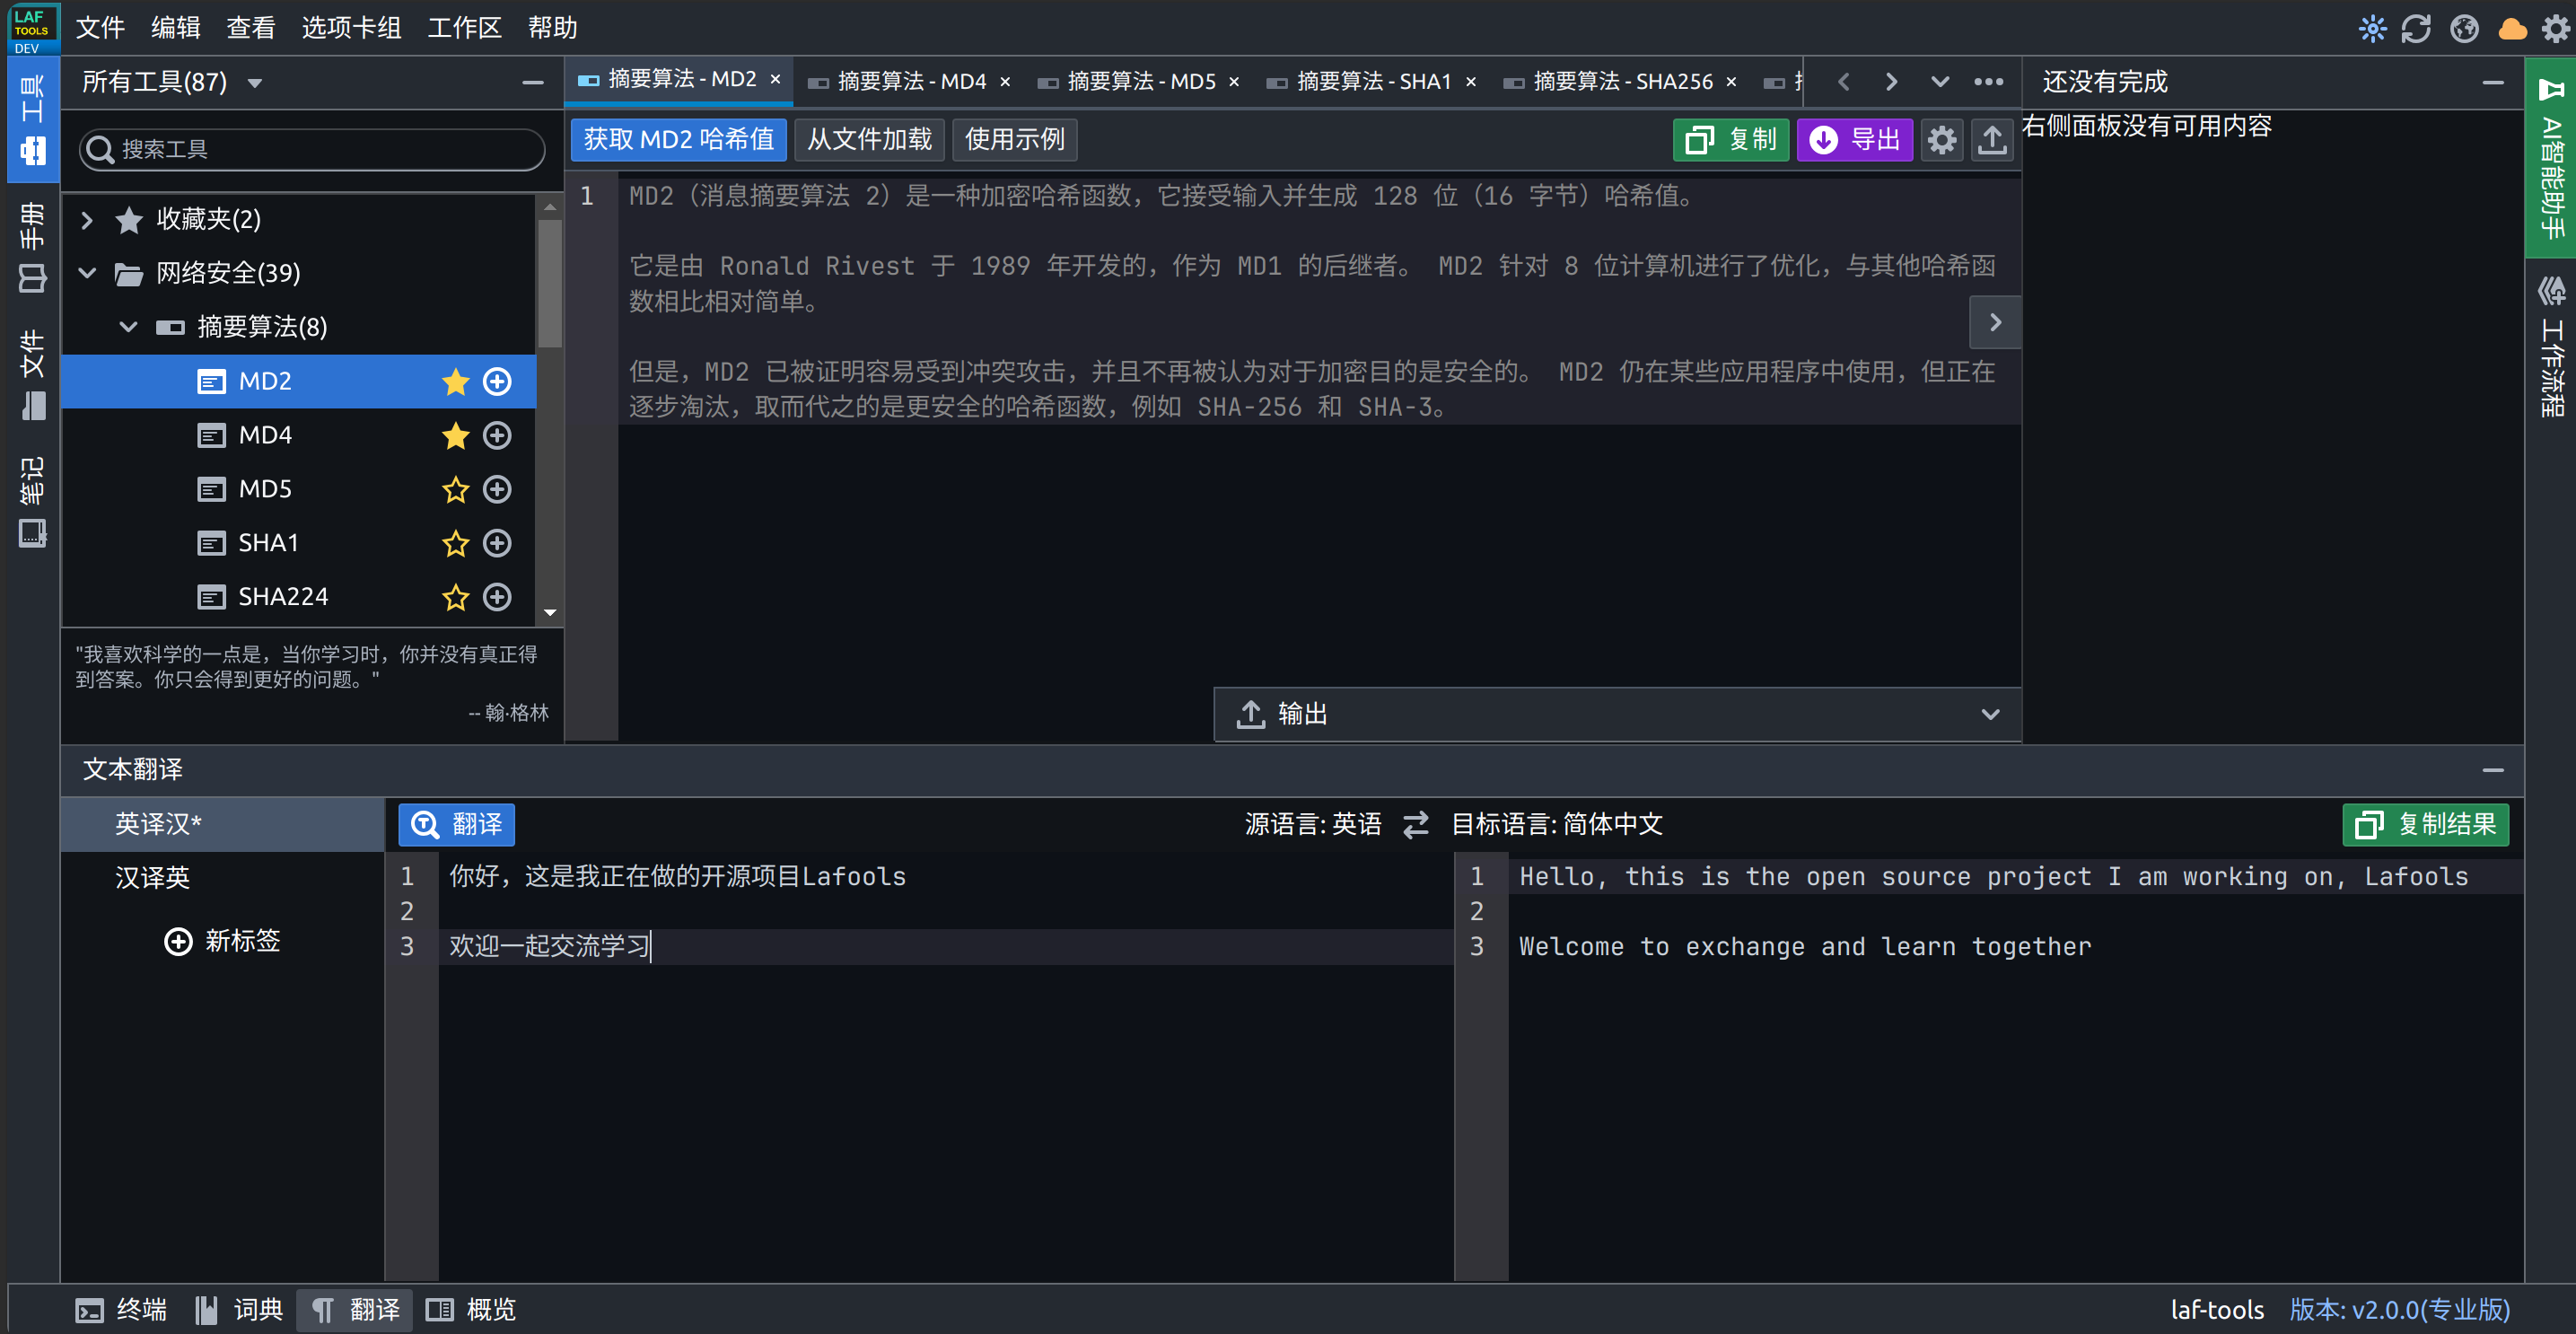 LAF
TOOLS
DEV
文件 编辑 查看 选项卡组 工作区 帮助
工具
手册
文件
笔记
所有工具(87)
搜索工具
收藏夹(2)
网络安全(39)
摘要算法(8)
MD2
MD4
MD5
SHA1
SHA224
"我喜欢科学的一点是，当你学习时，你并没有真正得
到答案。你只会得到更好的问题。"
-- 翰·格林
摘要算法 - MD2 × 摘要算法 - MD4 × 摘要算法 - MD5 × 摘要算法 - SHA1 × 摘要算法 - SHA256 ×
获取 MD2 哈希值 从文件加载 使用示例 复制 导出
1 MD2（消息摘要算法 2）是一种加密哈希函数，它接受输入并生成 128 位（16 字节）哈希值。
它是由 Ronald Rivest 于 1989 年开发的，作为 MD1 的后继者。 MD2 针对 8 位计算机进行了优化，与其他哈希函
数相比相对简单。
但是，MD2 已被证明容易受到冲突攻击，并且不再被认为对于加密目的是安全的。 MD2 仍在某些应用程序中使用，但正在
逐步淘汰，取而代之的是更安全的哈希函数，例如 SHA-256 和 SHA-3。
输出
还没有完成
右侧面板没有可用内容
AI智能助手
工作流程
文本翻译
英译汉*
汉译英
新标签
翻译 源语言: 英语 目标语言: 简体中文 复制结果
1 你好，这是我正在做的开源项目Lafools
2
3 欢迎一起交流学习
1 Hello, this is the open source project I am working on, Lafools
2
3 Welcome to exchange and learn together
终端 词典 翻译 概览
laf-tools 版本: v2.0.0(专业版)